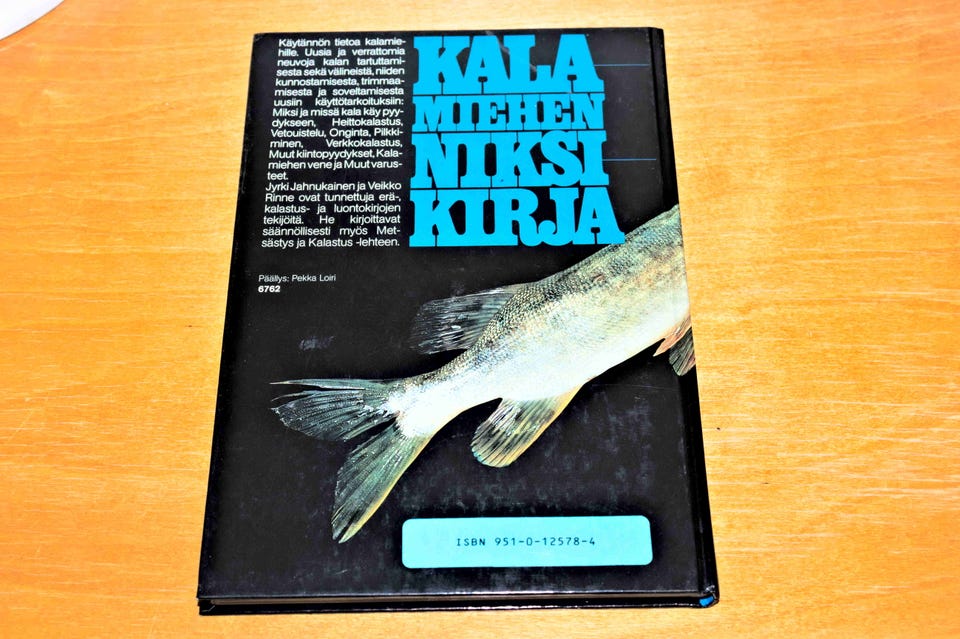 Käytännön tietoa kalamie-
hille. Uusia ja verrattomia
neuvoja kalan tartuttami-
sesta sekä välineistä, niiden
kunnostamisesta, trimmaa-
misesta ja soveltamisesta
uusiin käyttötarkoituksiin:
Miksi ja missä kala käy pyy-
dykseen, Heittokalastus,
Vetouistelu, Onginta, Pilkki-
minen, Verkkokalastus,
Muut kiintopyydykset, Kala-
miehen vene ja Muut varus-
teet.
Jyrki Jahnukainen ja Veikko
Rinne ovat tunnettuja erä-,
kalastus- ja luontokirjojen
tekijöitä. He kirjoittavat
säännöllisesti myös Met-
sästys ja Kalastus -lehteen.
Päällys: Pekka Loiri
6762
KALA
MIEHEN
NIKSI
KIRJA
ISBN 951-0-12578-4